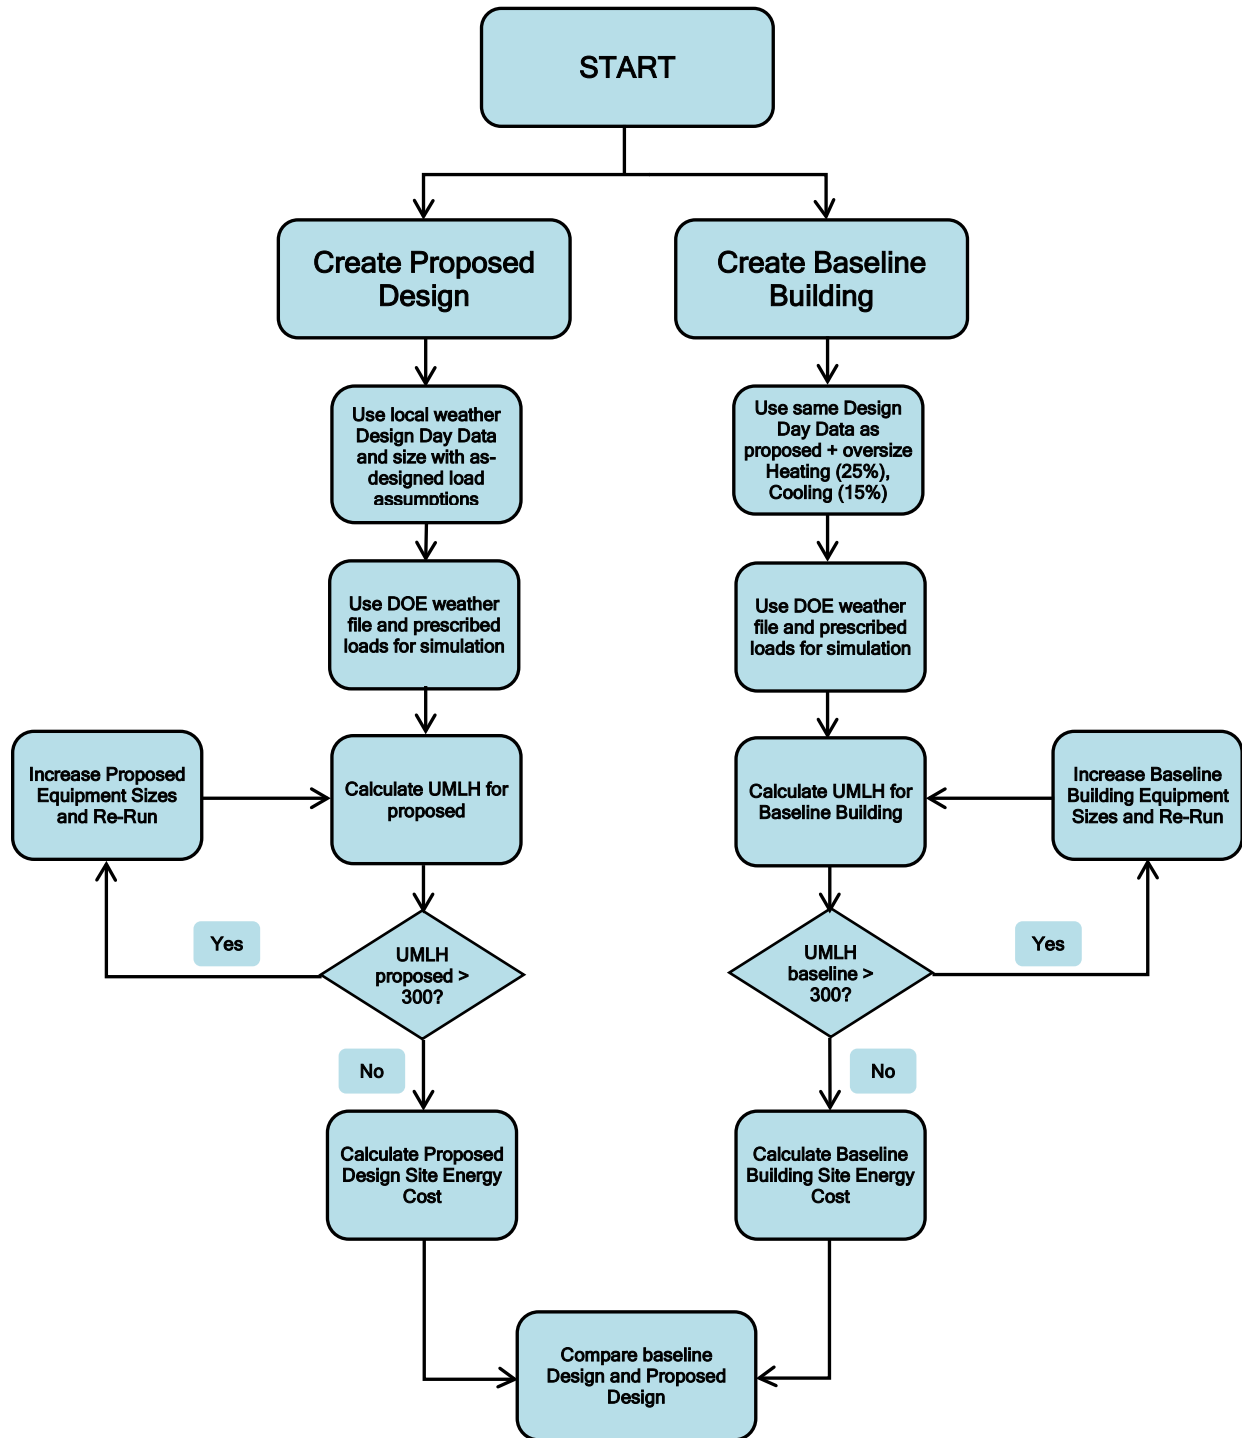 START
Create Proposed
Design
Create Baseline
Building
Use local weather
Design Day Data
and size with as-
designed load
assumptions
Use same Design
Day Data as
proposed + oversize
Heating (25%),
Cooling (15%)
Use DOE weather
file and prescribed
loads for simulation
Use DOE weather
file and prescribed
loads for simulation
Increase Proposed
Equipment Sizes
and Re-Run
Calculate UMLH for
proposed
Calculate UMLH for
Baseline Building
Increase Baseline
Building Equipment
Sizes and Re-Run
Yes
UMLH
proposed >
300?
UMLH
baseline >
300?
Yes
No
No
Calculate Proposed
Design Site Energy
Cost
Calculate Baseline
Building Site Energy
Cost
Compare baseline
Design and Proposed
Design